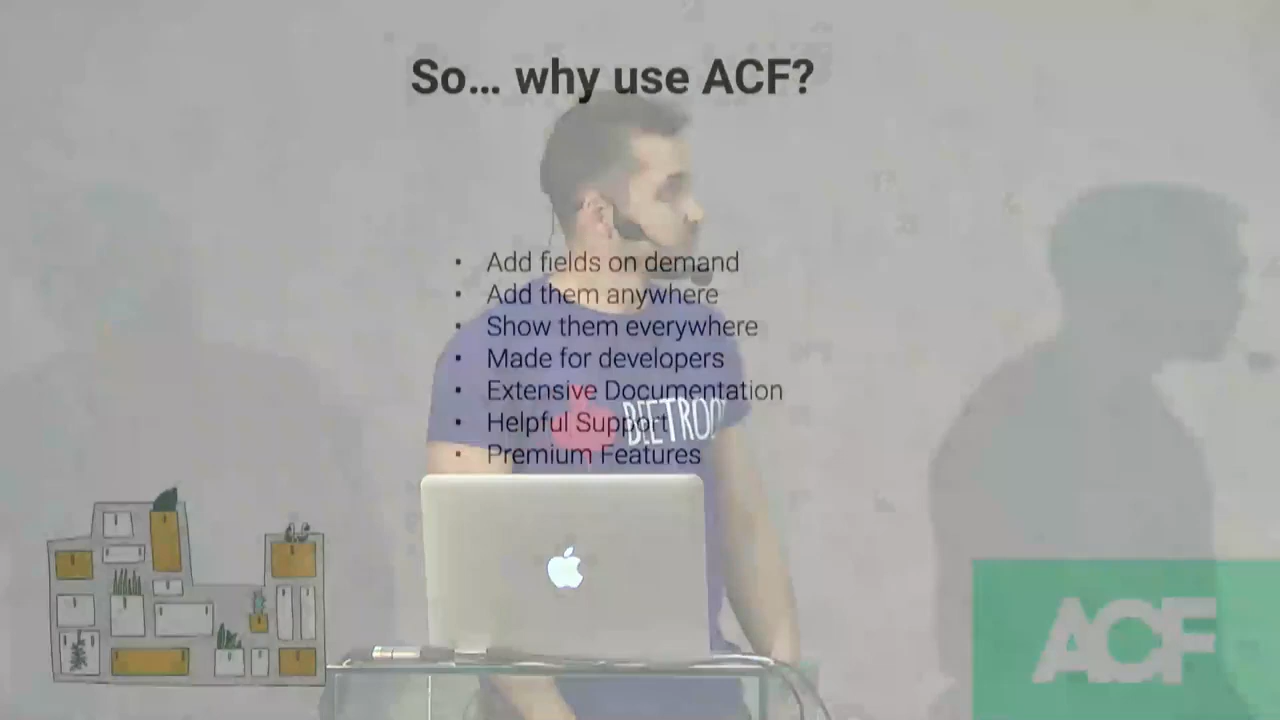 So... why use ACF?
• Add fields on demand
• Add them anywhere
• Show them everywhere
• Made for developers
• Extensive Documentation
• Helpful Support
• Premium Features
BEETROO
ACF